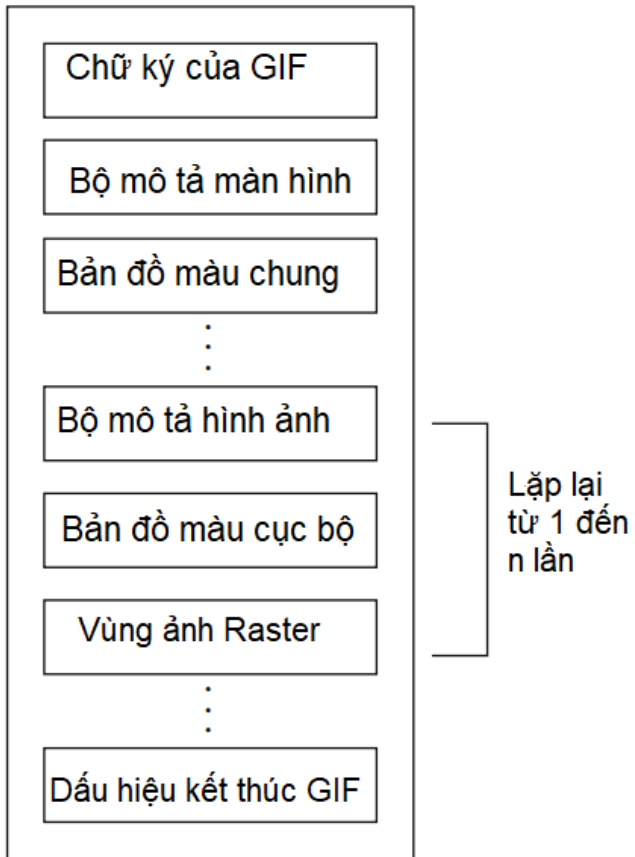 Chữ ký của GIF
Bộ mô tả màn hình
Bản đồ màu chung
Bộ mô tả hình ảnh
Bản đồ màu cục bộ
Vùng ảnh Raster
Dấu hiệu kết thúc GIF
Lặp lại
từ 1 đến
n lần